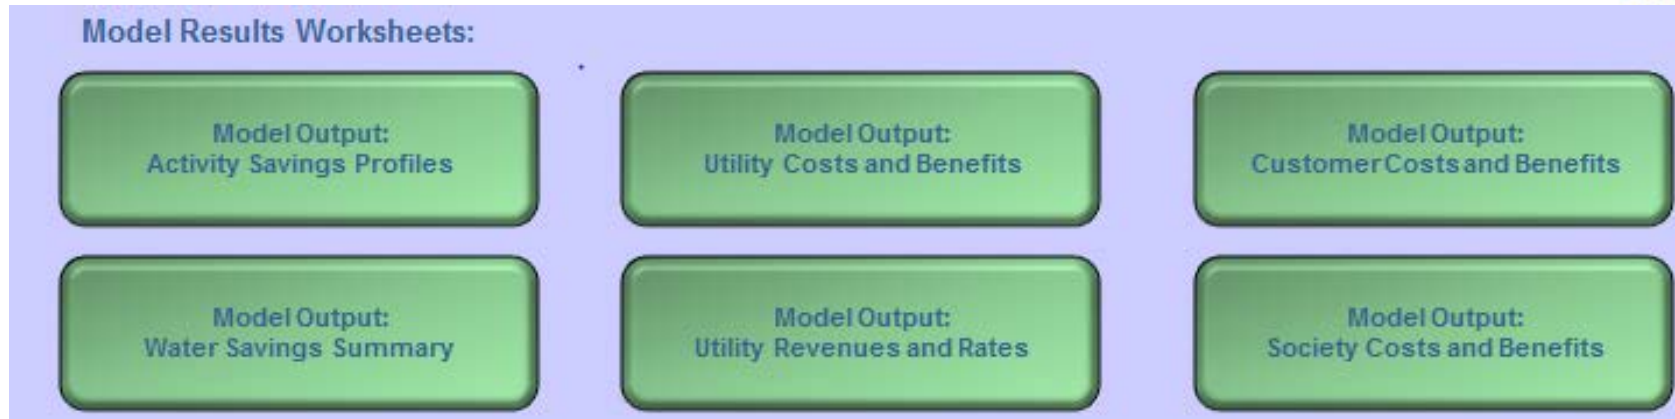 Model Results Worksheets:
Model Output:
Activity Savings Profiles
Model Output:
Utility Costs and Benefits
Model Output:
Customer Costs and Benefits
Model Output:
Water Savings Summary
Model Output:
Utility Revenues and Rates
Model Output:
Society Costs and Benefits